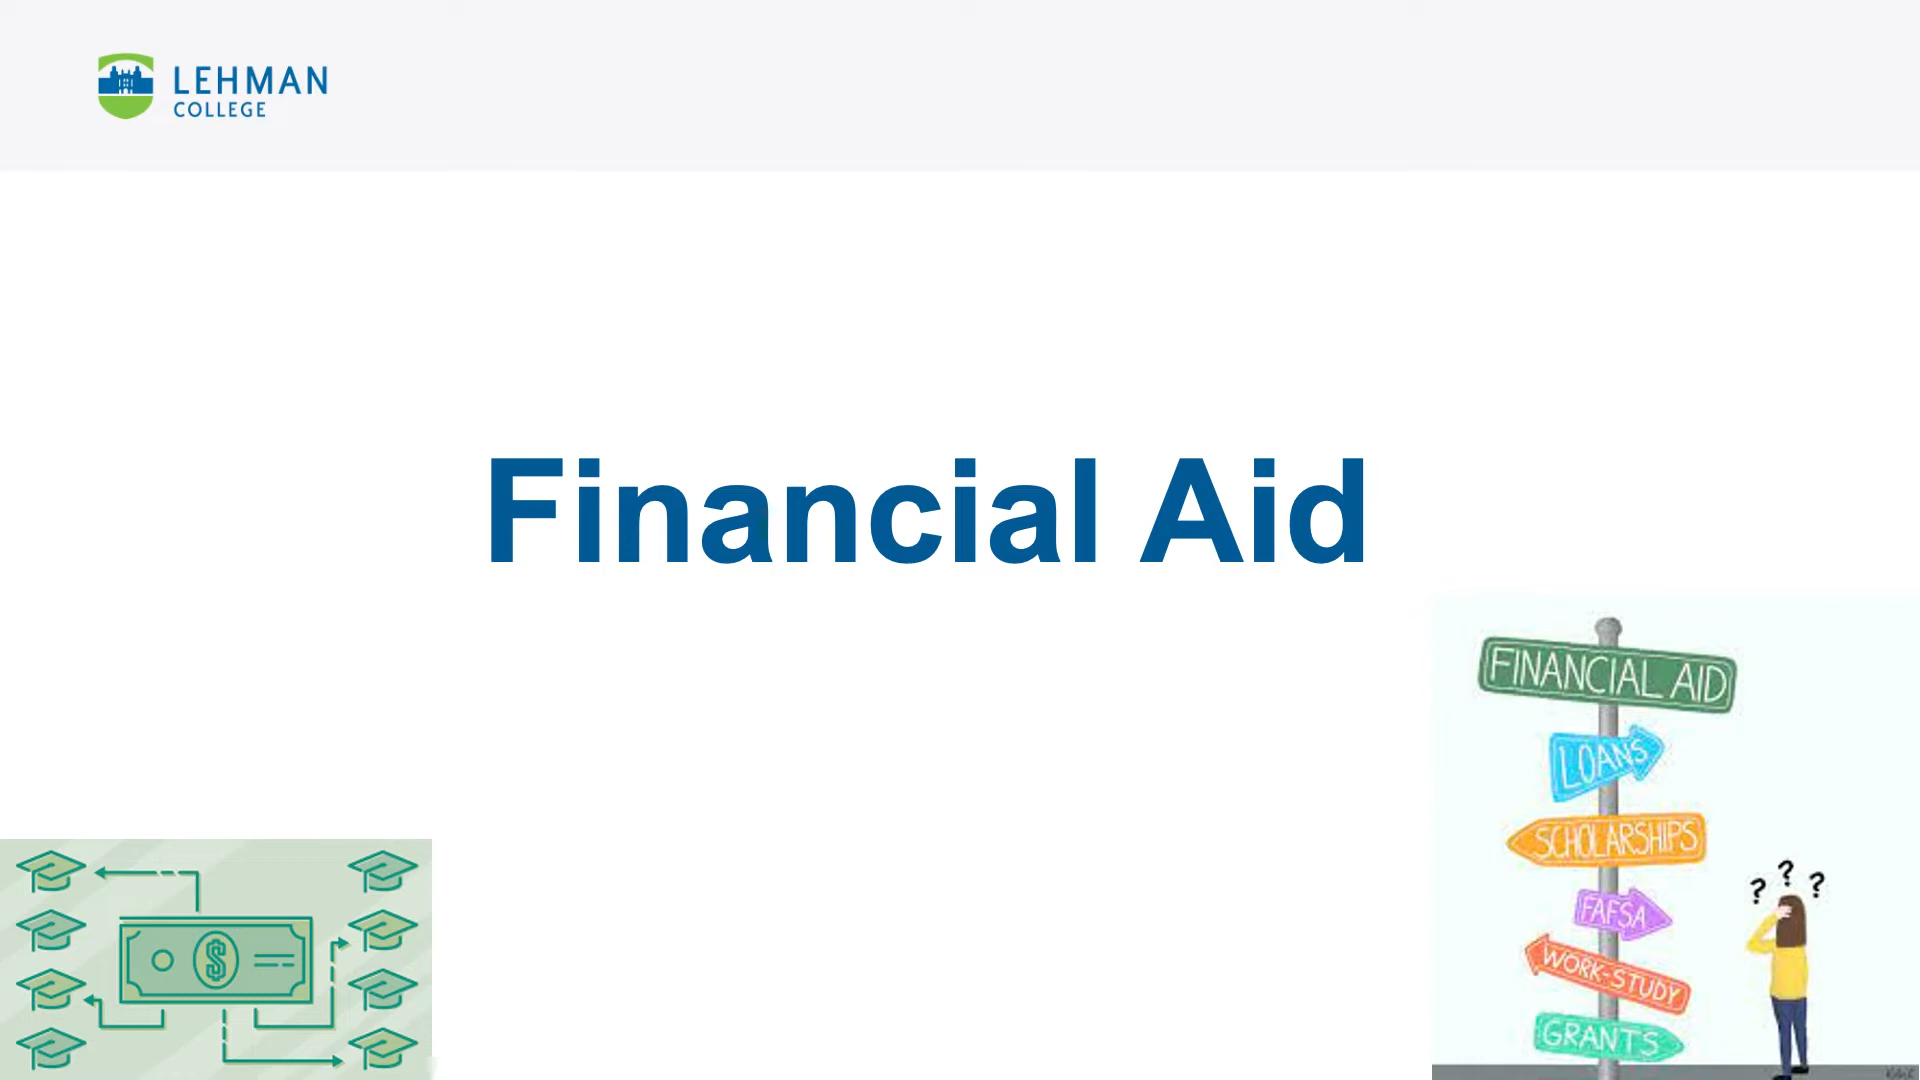 LEHMAN
COLLEGE
Financial Aid
FINANCIAL AID
LOANS
SCHOLARSHIPS
? ? ?
FAFSA
WORK-STUDY
GRANTS
$